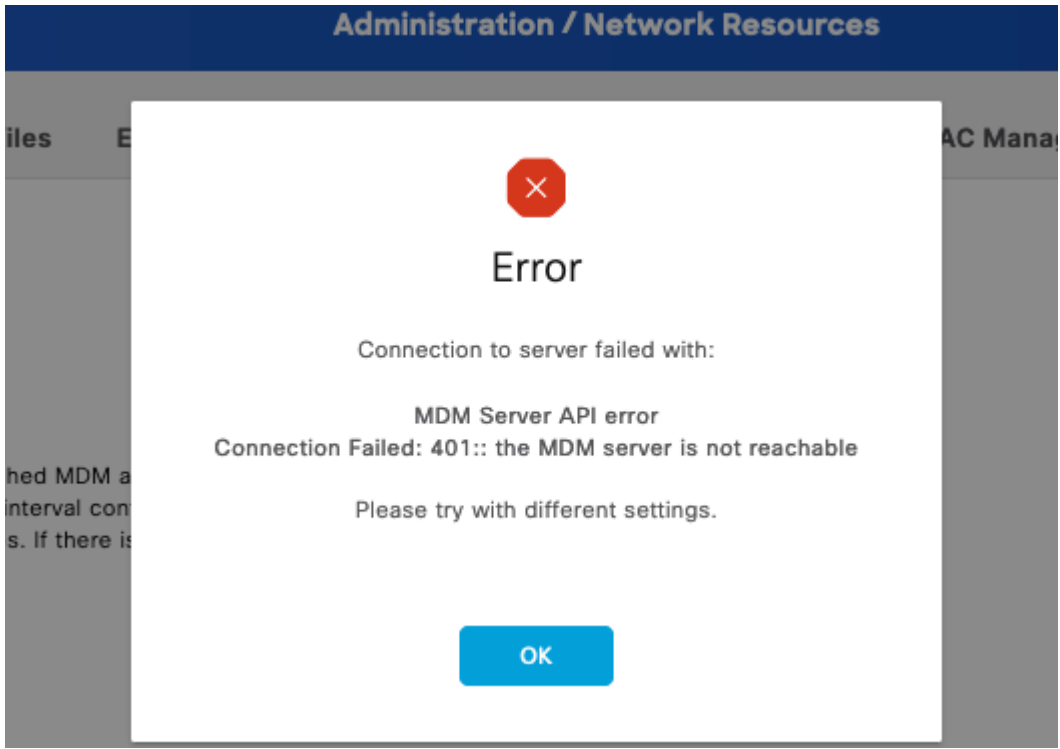 Administration / Network Resources
iles
E
AC Mana
Error
Connection to server failed with:
MDM Server API error
Connection Failed: 401:: the MDM server is not reachable
hed MDM a
interval con
s. If there is
Please try with different settings.
OK